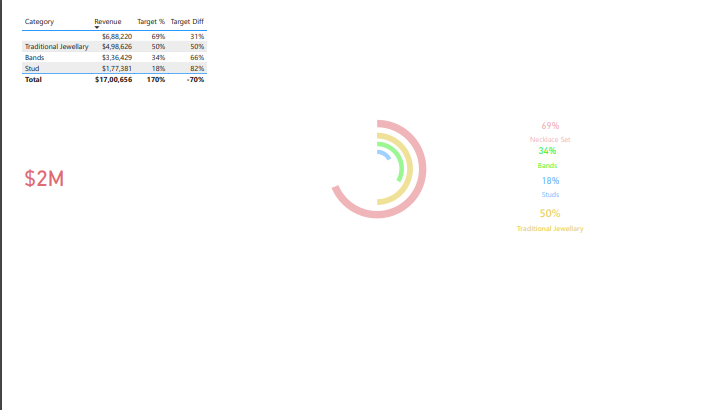 Category Revenue Target % Target Diff
$6,88,220 69% 31%
Traditional Jewellary $4,98,626 50% 50%
Bands $3,36,429 34% 66%
Stud $1,77,381 18% 82%
Total $17,00,656 170% -70%
$2M
69%
Necklace Set
34%
Bands
18%
Studs
50%
Traditional Jewellary